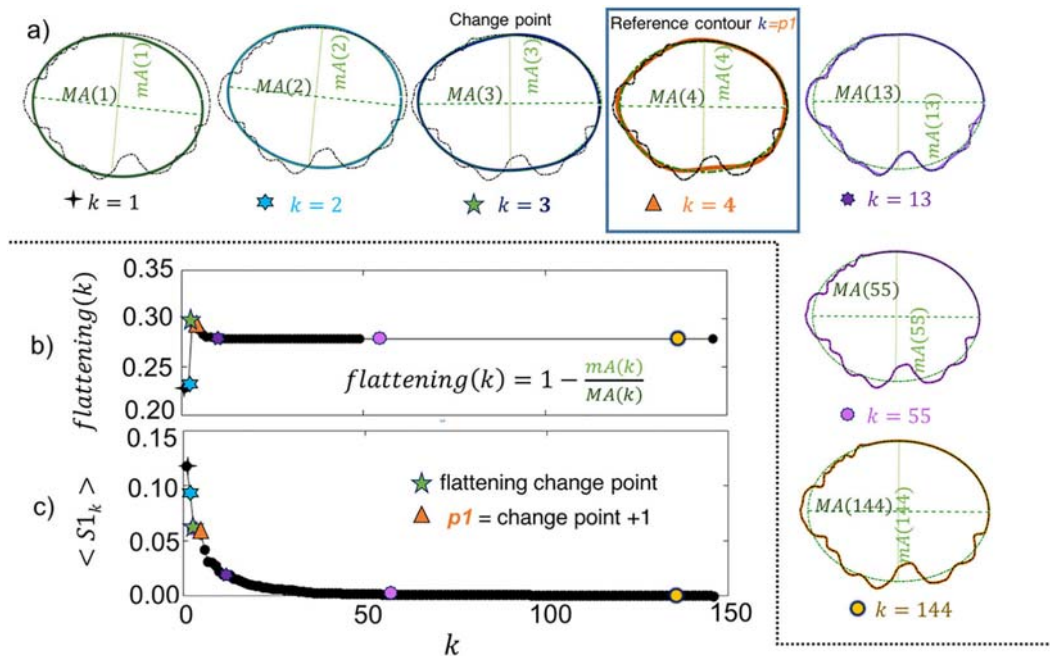 a)
Change point
Reference contour k=p1
MA(1)
mA(1)
MA(2)
mA(2)
MA(3)
mA(3)
MA(4)
mA(4)
MA(13)
mA(13)
k = 1
k = 2
k = 3
k = 4
k = 13
b)
flattening(k)
0.35
0.30
0.25
0.20
flattening(k) = 1 - mA(k)/MA(k)
MA(55)
mA(55)
k = 55
c)
< S1_k >
0.15
0.10
0.05
0.00
flattening change point
p1 = change point +1
0
50
100
150
k
MA(144)
mA(144)
k = 144